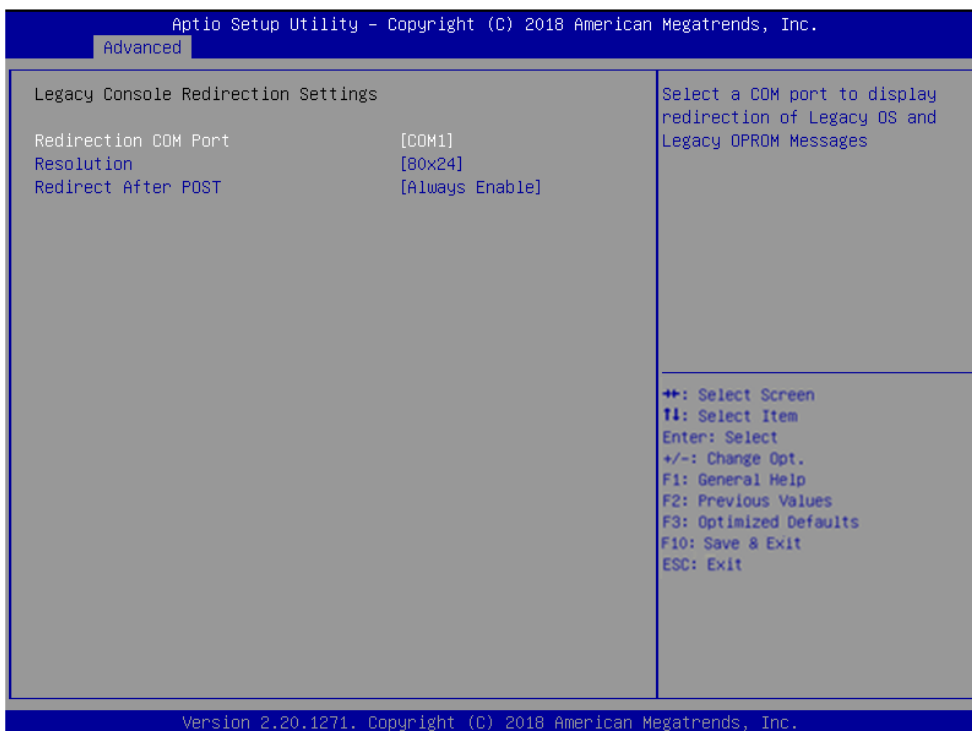 Aptio Setup Utility – Copyright (C) 2018 American Megatrends, Inc.
Advanced
Legacy Console Redirection Settings
Redirection COM Port [COM1]
Resolution [80x24]
Redirect After POST [Always Enable]
Select a COM port to display
redirection of Legacy OS and
Legacy OPROM Messages
→←: Select Screen
↑↓: Select Item
Enter: Select
+/-: Change Opt.
F1: General Help
F2: Previous Values
F3: Optimized Defaults
F10: Save & Exit
ESC: Exit
Version 2.20.1271. Copyright (C) 2018 American Megatrends, Inc.